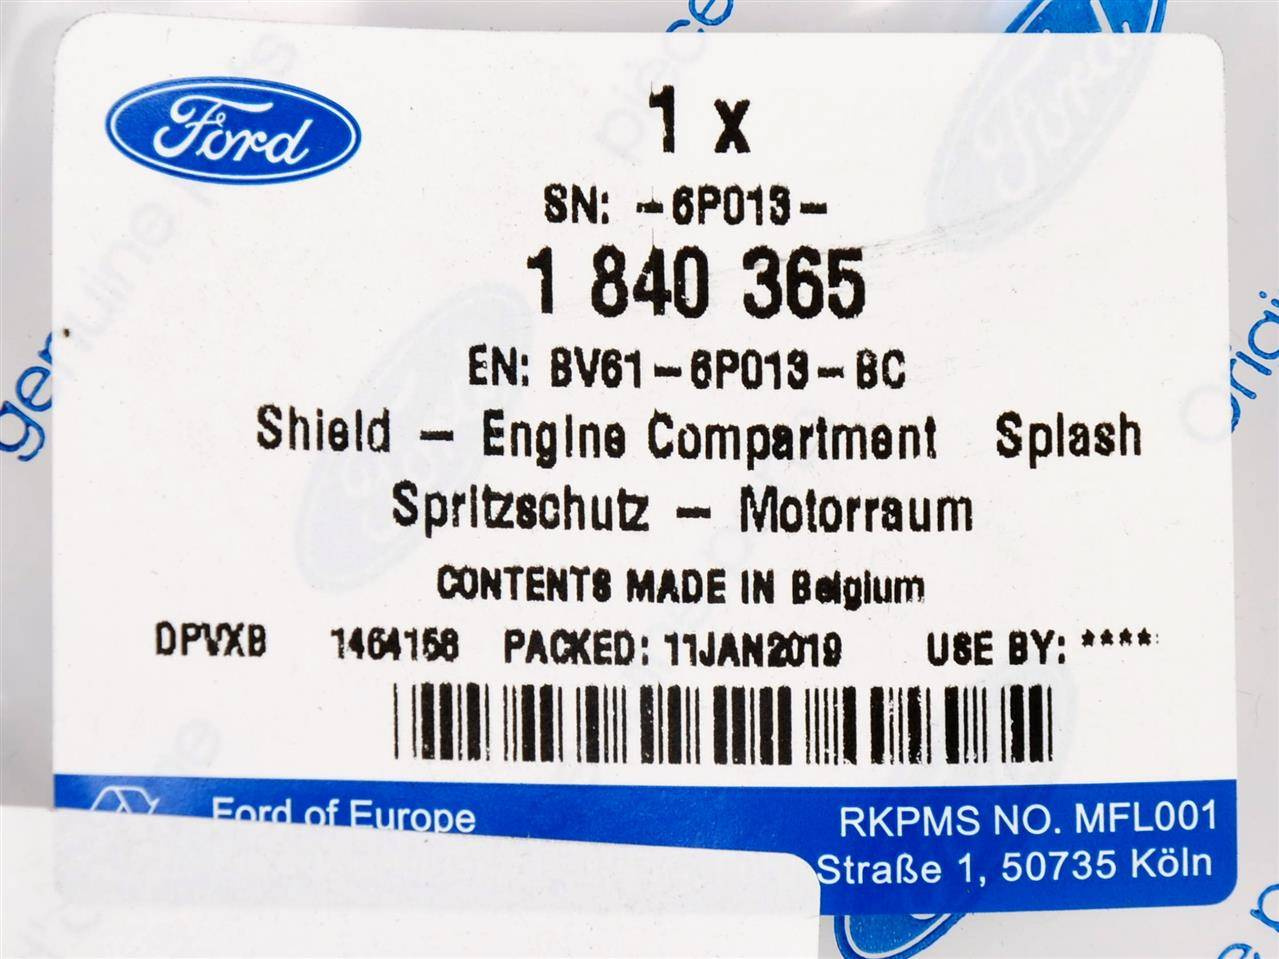 Ford
1 x
SN: -6P013-
1 840 365
EN: BV61-6P013-BC
Shield - Engine Compartment Splash
Spritzschutz - Motorraum
CONTENTS MADE IN Belgium
DPVXB 1464158 PACKED: 11JAN2019 USE BY: ****
Ford of Europe RKPMS NO. MFL001
Straße 1, 50735 Köln